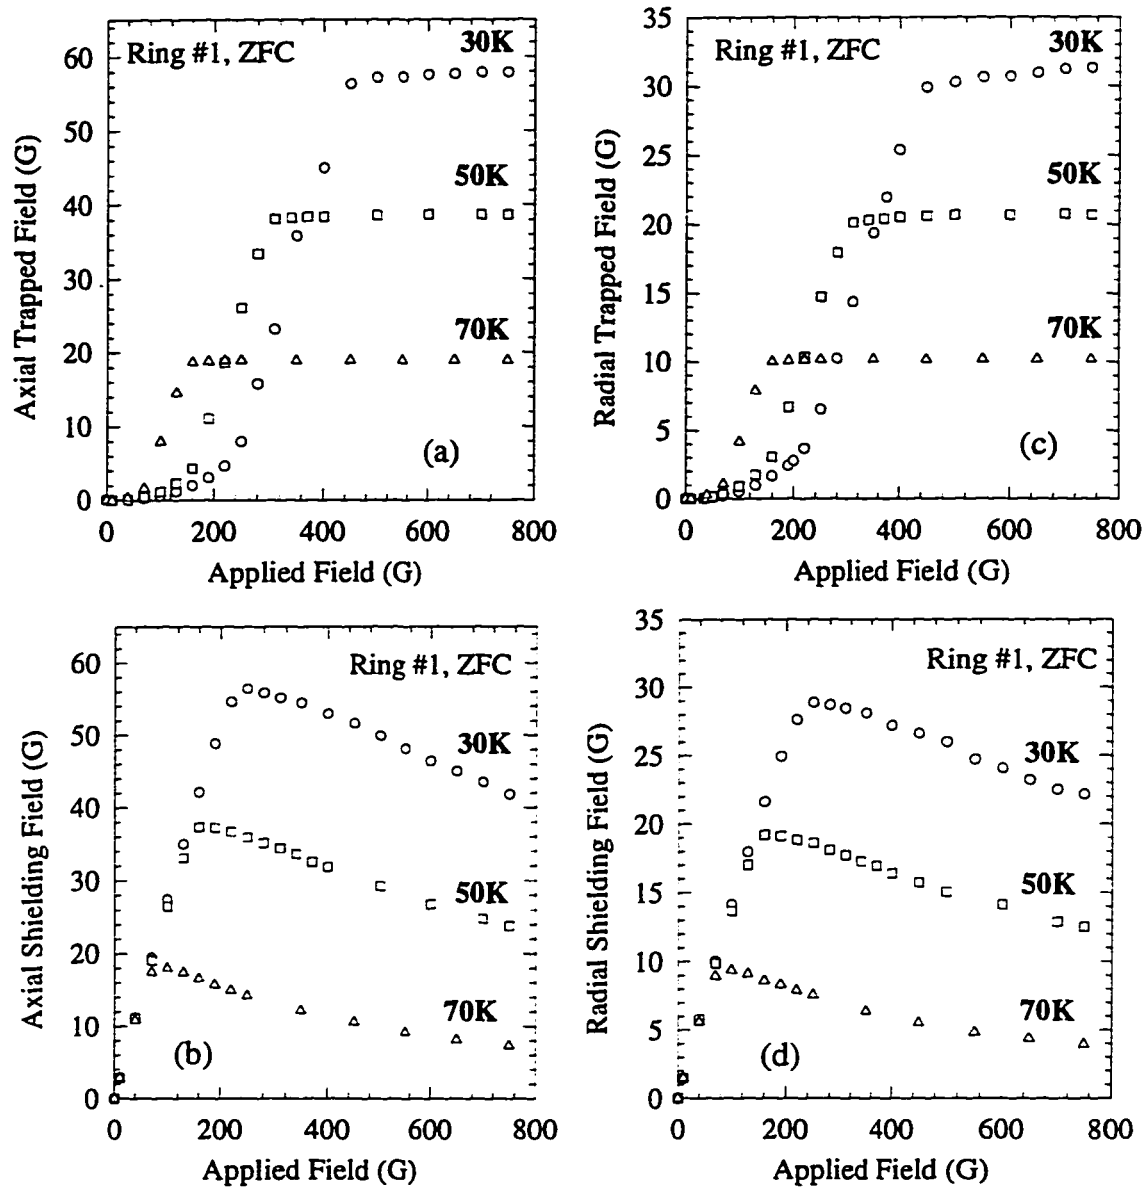 Axial Trapped Field (G)
60
50
40
30
20
10
0
Ring #1, ZFC
30K
50K
70K
(a)
0 200 400 600 800
Applied Field (G)
Radial Trapped Field (G)
35
30
25
20
15
10
5
0
Ring #1, ZFC
30K
50K
70K
(c)
0 200 400 600 800
Applied Field (G)
Axial Shielding Field (G)
60
50
40
30
20
10
0
Ring #1, ZFC
30K
50K
70K
(b)
0 200 400 600 800
Applied Field (G)
Radial Shielding Field (G)
35
30
25
20
15
10
5
0
Ring #1, ZFC
30K
50K
70K
(d)
0 200 400 600 800
Applied Field (G)